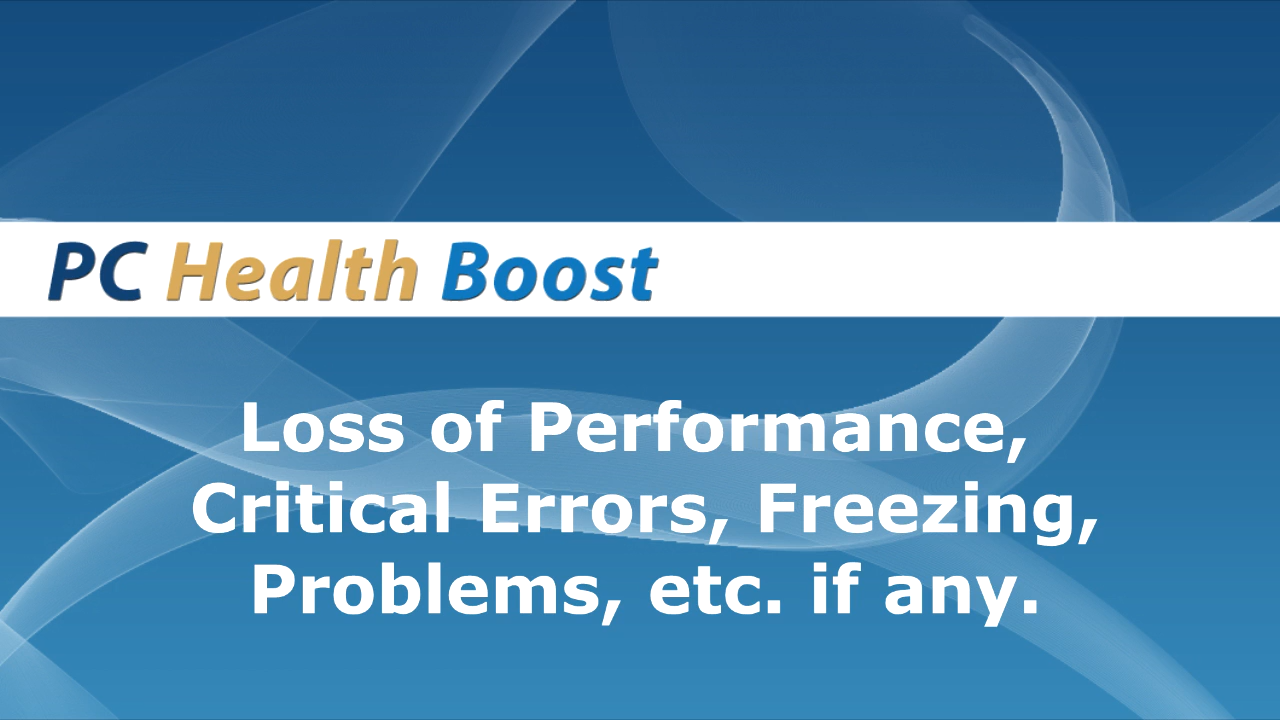 PC Health Boost
Loss of Performance,
Critical Errors, Freezing,
Problems, etc. if any.